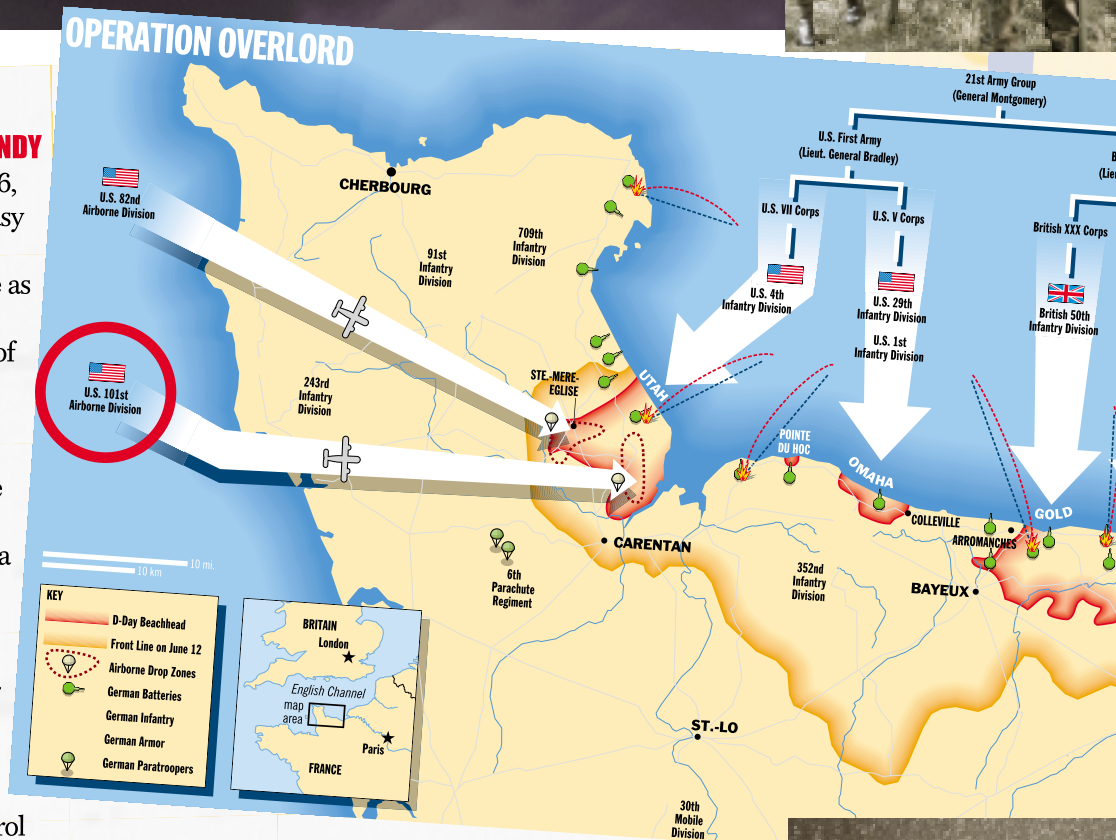 OPERATION OVERLORD
NDY
6,
sy
as
of
a
rol
21st Army Group
(General Montgomery)
U.S. First Army
(Lieut. General Bradley)
U.S. VII Corps
U.S. V Corps
British XXX Corps
U.S. 82nd
Airborne Division
U.S. 101st
Airborne Division
U.S. 4th
Infantry Division
U.S. 29th
Infantry Division
U.S. 1st
Infantry Division
British 50th
Infantry Division
CHERBOURG
709th
Infantry
Division
91st
Infantry
Division
243rd
Infantry
Division
STE.-MERE-
EGLISE
UTAH
POINTE
DU HOC
OMAHA
COLLEVILLE
GOLD
ARROMANCHES
BAYEUX
CARENTAN
352nd
Infantry
Division
6th
Parachute
Regiment
ST.-LO
30th
Mobile
Division
10 mi.
10 km
KEY
D-Day Beachhead
Front Line on June 12
Airborne Drop Zones
German Batteries
German Infantry
German Armor
German Paratroopers
BRITAIN
London
English Channel
map
area
Paris
FRANCE